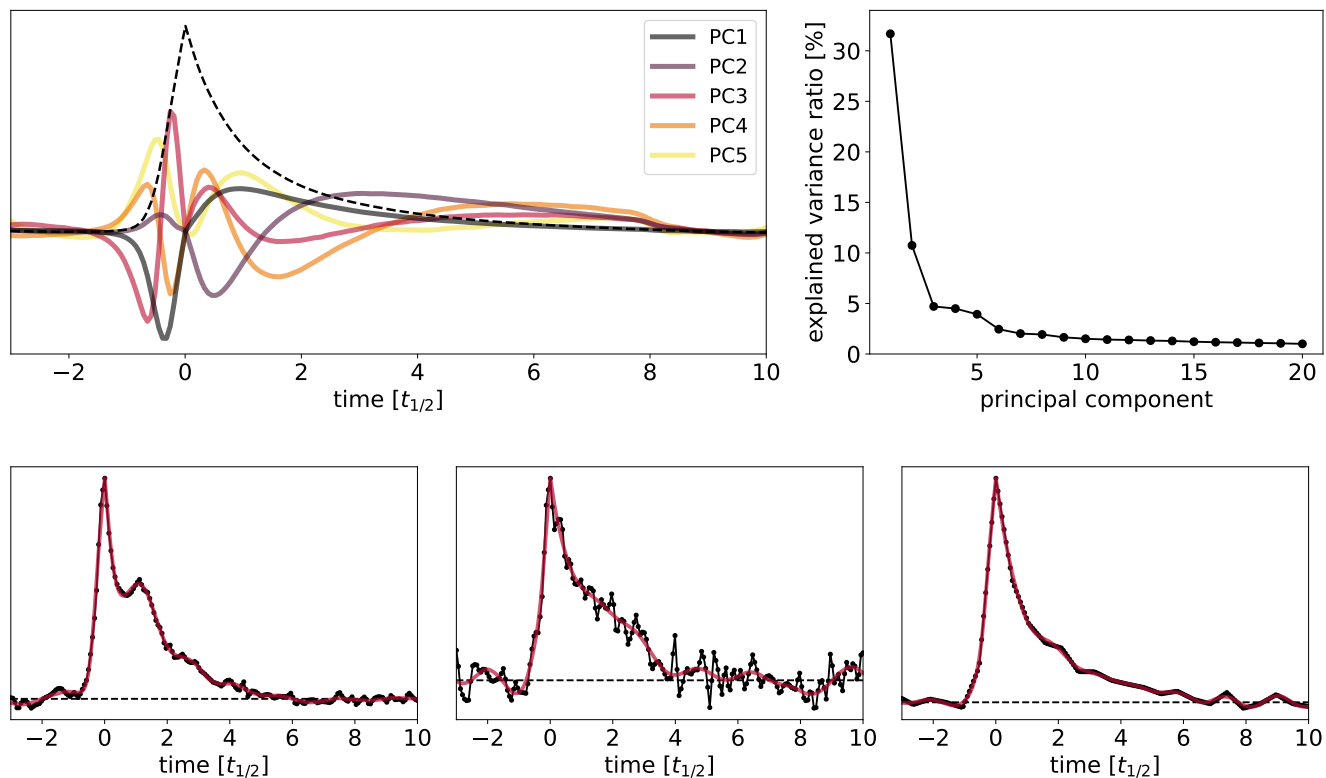 PC1
PC2
PC3
PC4
PC5
−2 0 2 4 6 8 10
time [t1/2]
explained variance ratio [%]
30
25
20
15
10
5
0
5 10 15 20
principal component
−2 0 2 4 6 8 10
time [t1/2]
−2 0 2 4 6 8 10
time [t1/2]
−2 0 2 4 6 8 10
time [t1/2]